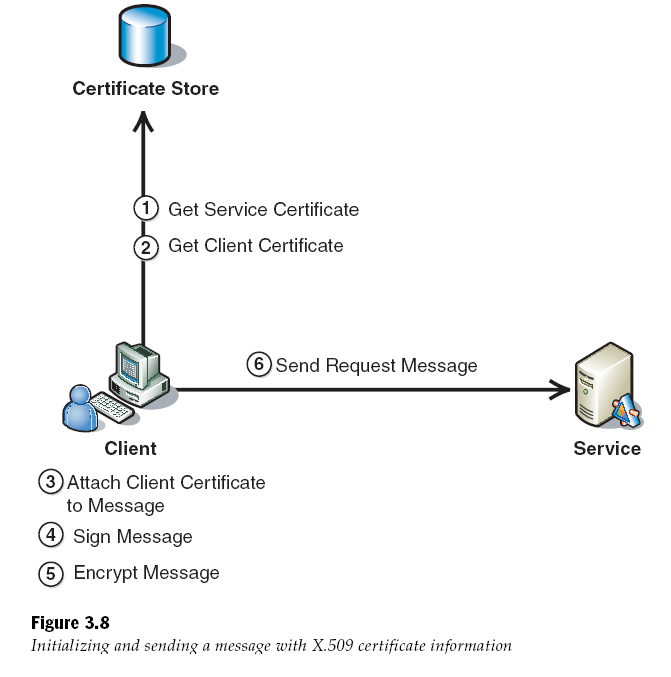 Certificate Store
1 Get Service Certificate
2 Get Client Certificate
6 Send Request Message
Client
Service
3 Attach Client Certificate
to Message
4 Sign Message
5 Encrypt Message
Figure 3.8
Initializing and sending a message with X.509 certificate information